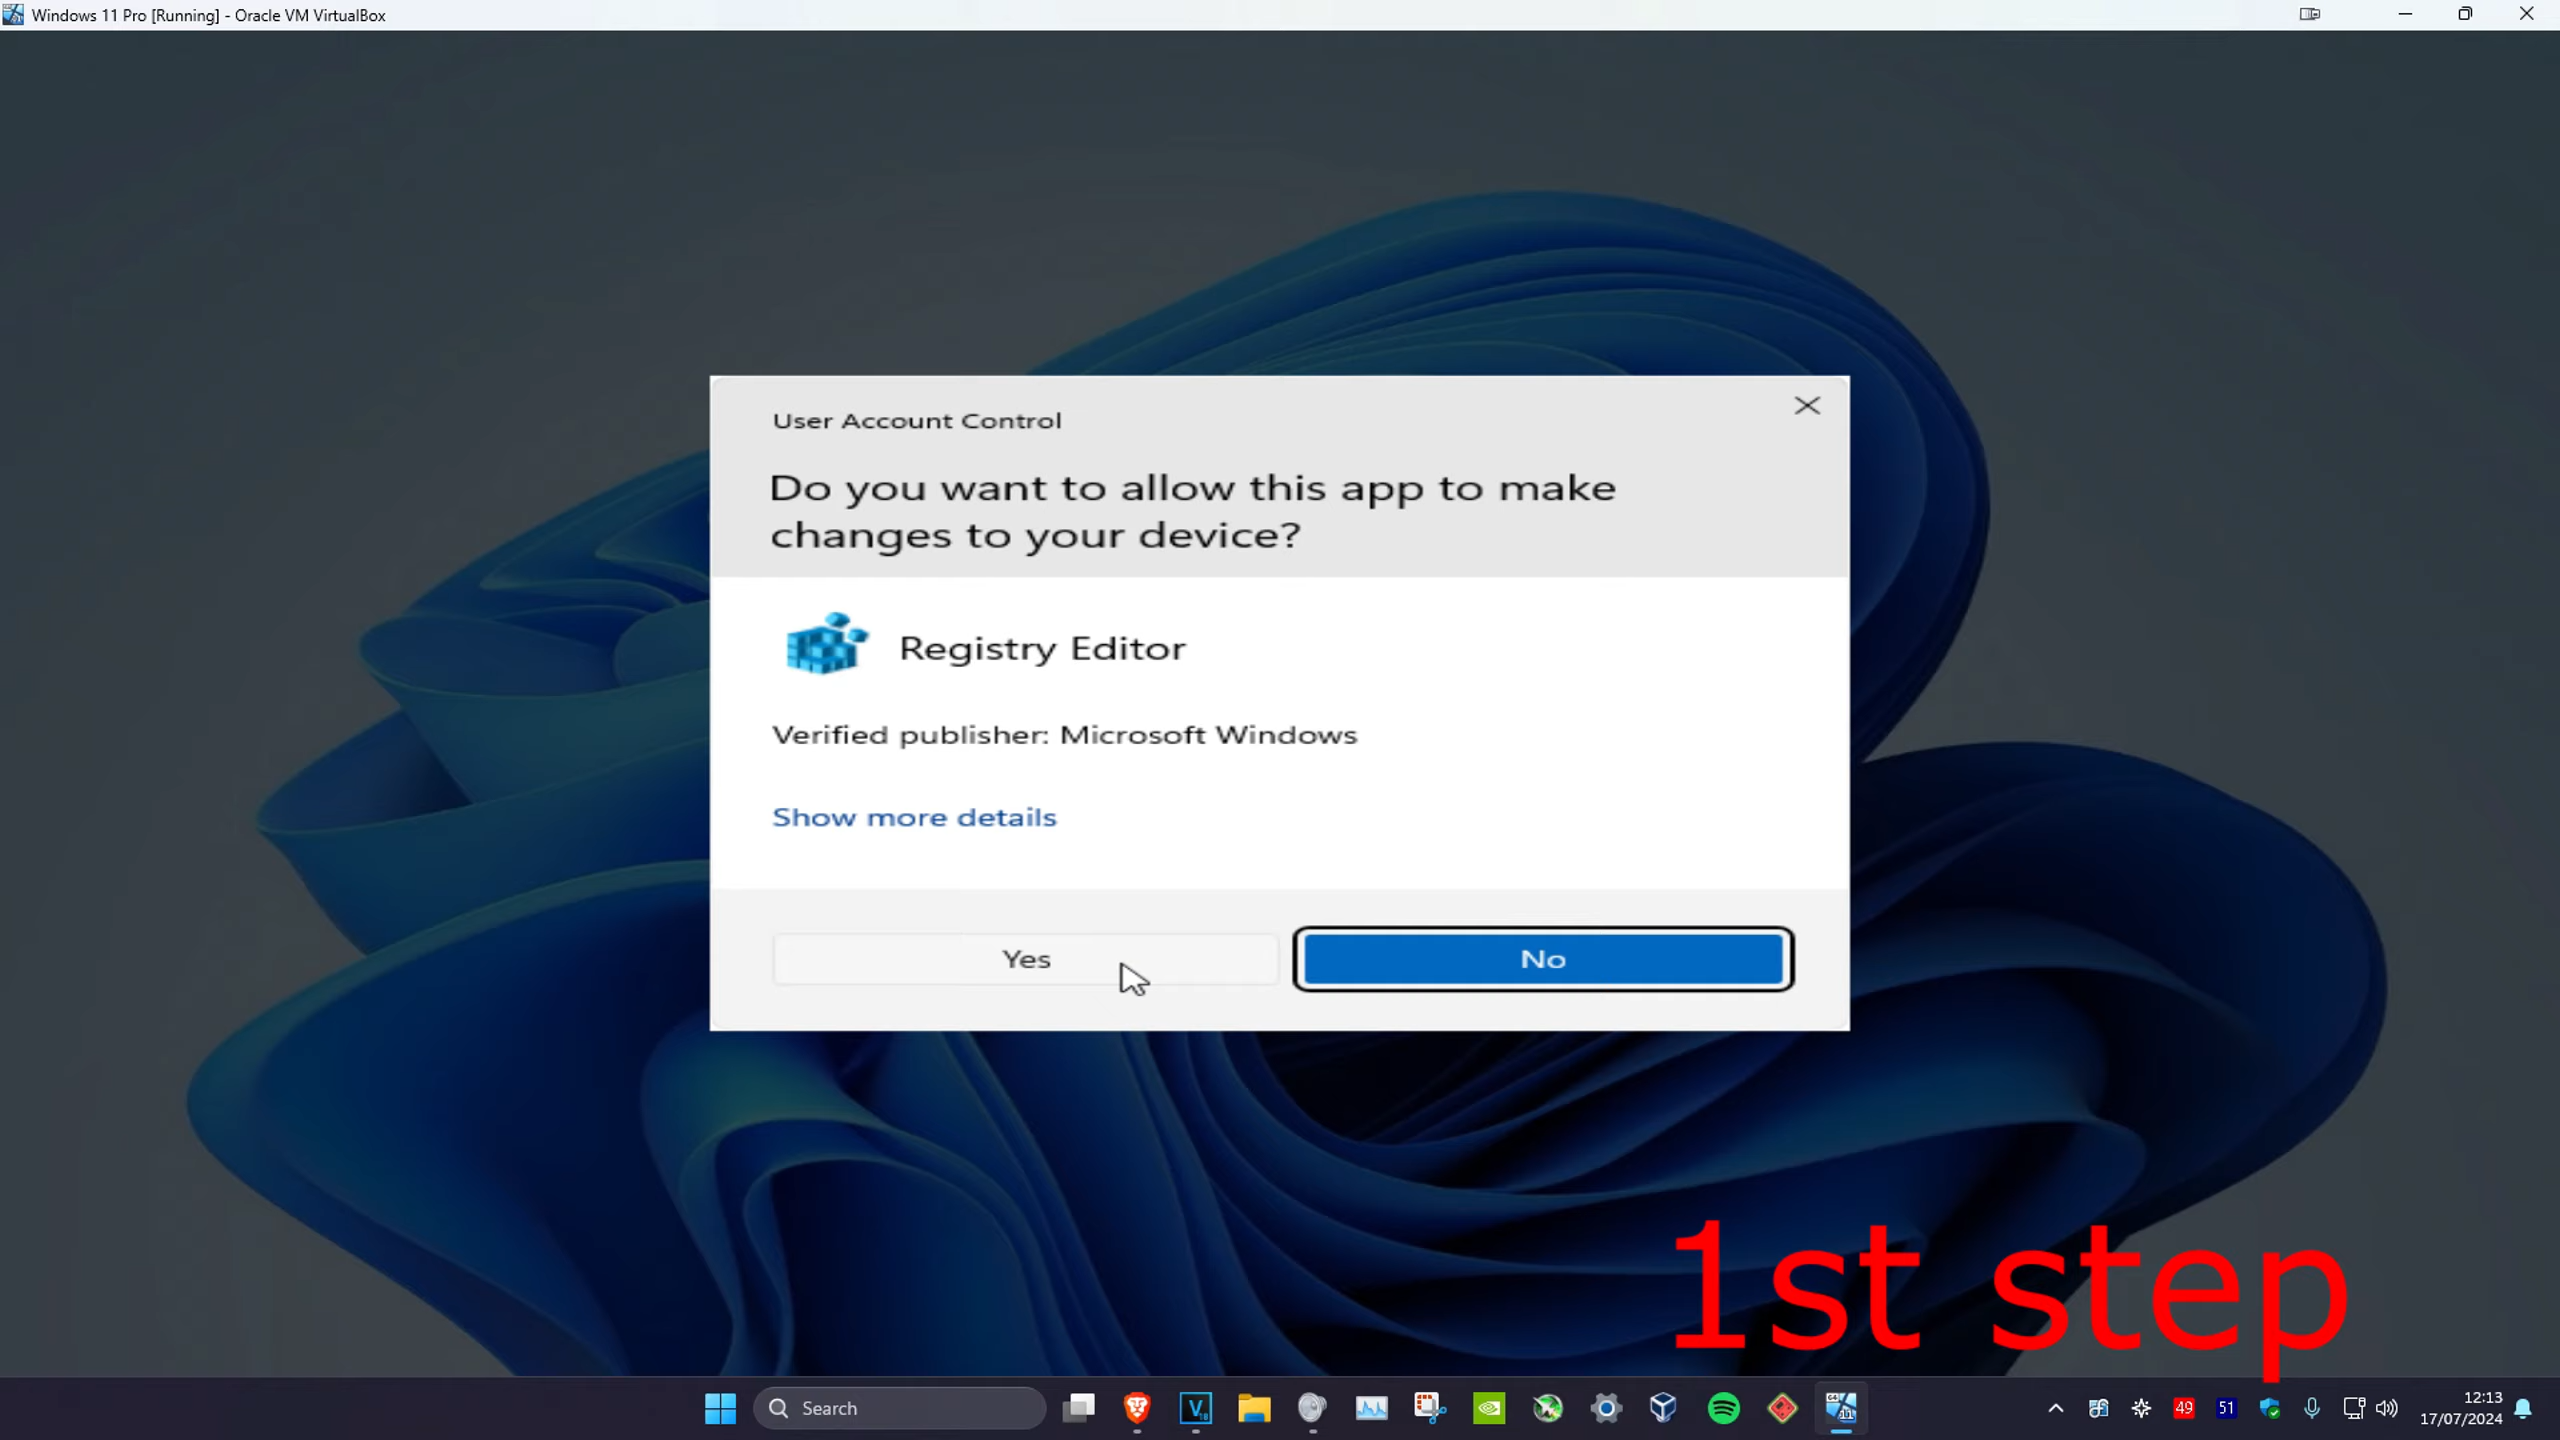 Windows 11 Pro [Running] - Oracle VM VirtualBox
User Account Control
Do you want to allow this app to make
changes to your device?
Registry Editor
Verified publisher: Microsoft Windows
Show more details
Yes
No
1st step
Search
49
51
12:13
17/07/2024